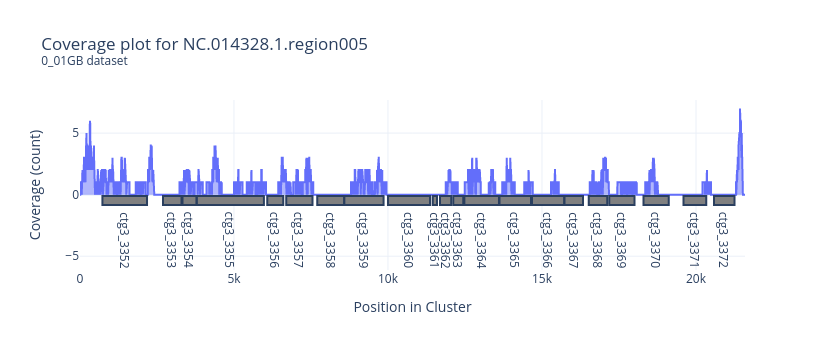 Coverage plot for NC.014328.1.region005
0_01GB dataset
Coverage (count)
5
0
−5
ctg3_3352
ctg3_3353
ctg3_3354
ctg3_3355
ctg3_3356
ctg3_3357
ctg3_3358
ctg3_3359
ctg3_3360
ctg3_3361
ctg3_3362
ctg3_3363
ctg3_3364
ctg3_3365
ctg3_3366
ctg3_3367
ctg3_3368
ctg3_3369
ctg3_3370
ctg3_3371
ctg3_3372
0 5k 10k 15k 20k
Position in Cluster